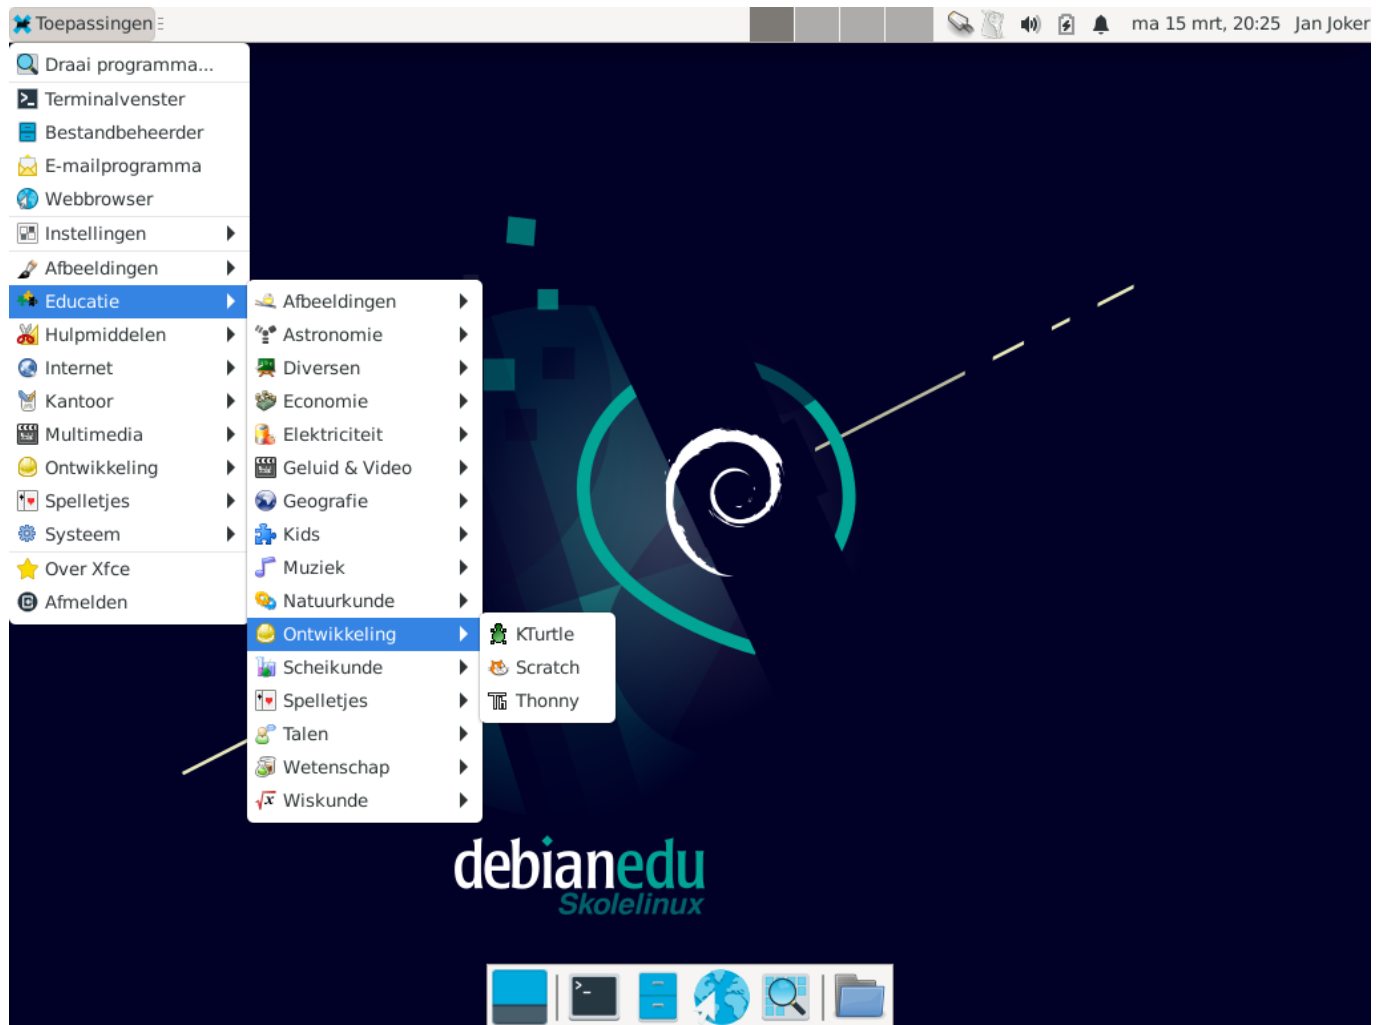 Toepassingen
ma 15 mrt, 20:25 Jan Joker
Draai programma...
Terminalvenster
Bestandbeheerder
E-mailprogramma
Webbrowser
Instellingen
Afbeeldingen
Educatie
Hulpmiddelen
Internet
Kantoor
Multimedia
Ontwikkeling
Spelletjes
Systeem
Over Xfce
Afmelden
Afbeeldingen
Astronomie
Diversen
Economie
Elektriciteit
Geluid & Video
Geografie
Kids
Muziek
Natuurkunde
Ontwikkeling
Scheikunde
Spelletjes
Talen
Wetenschap
Wiskunde
KTurtle
Scratch
Thonny
debianedu
Skolelinux